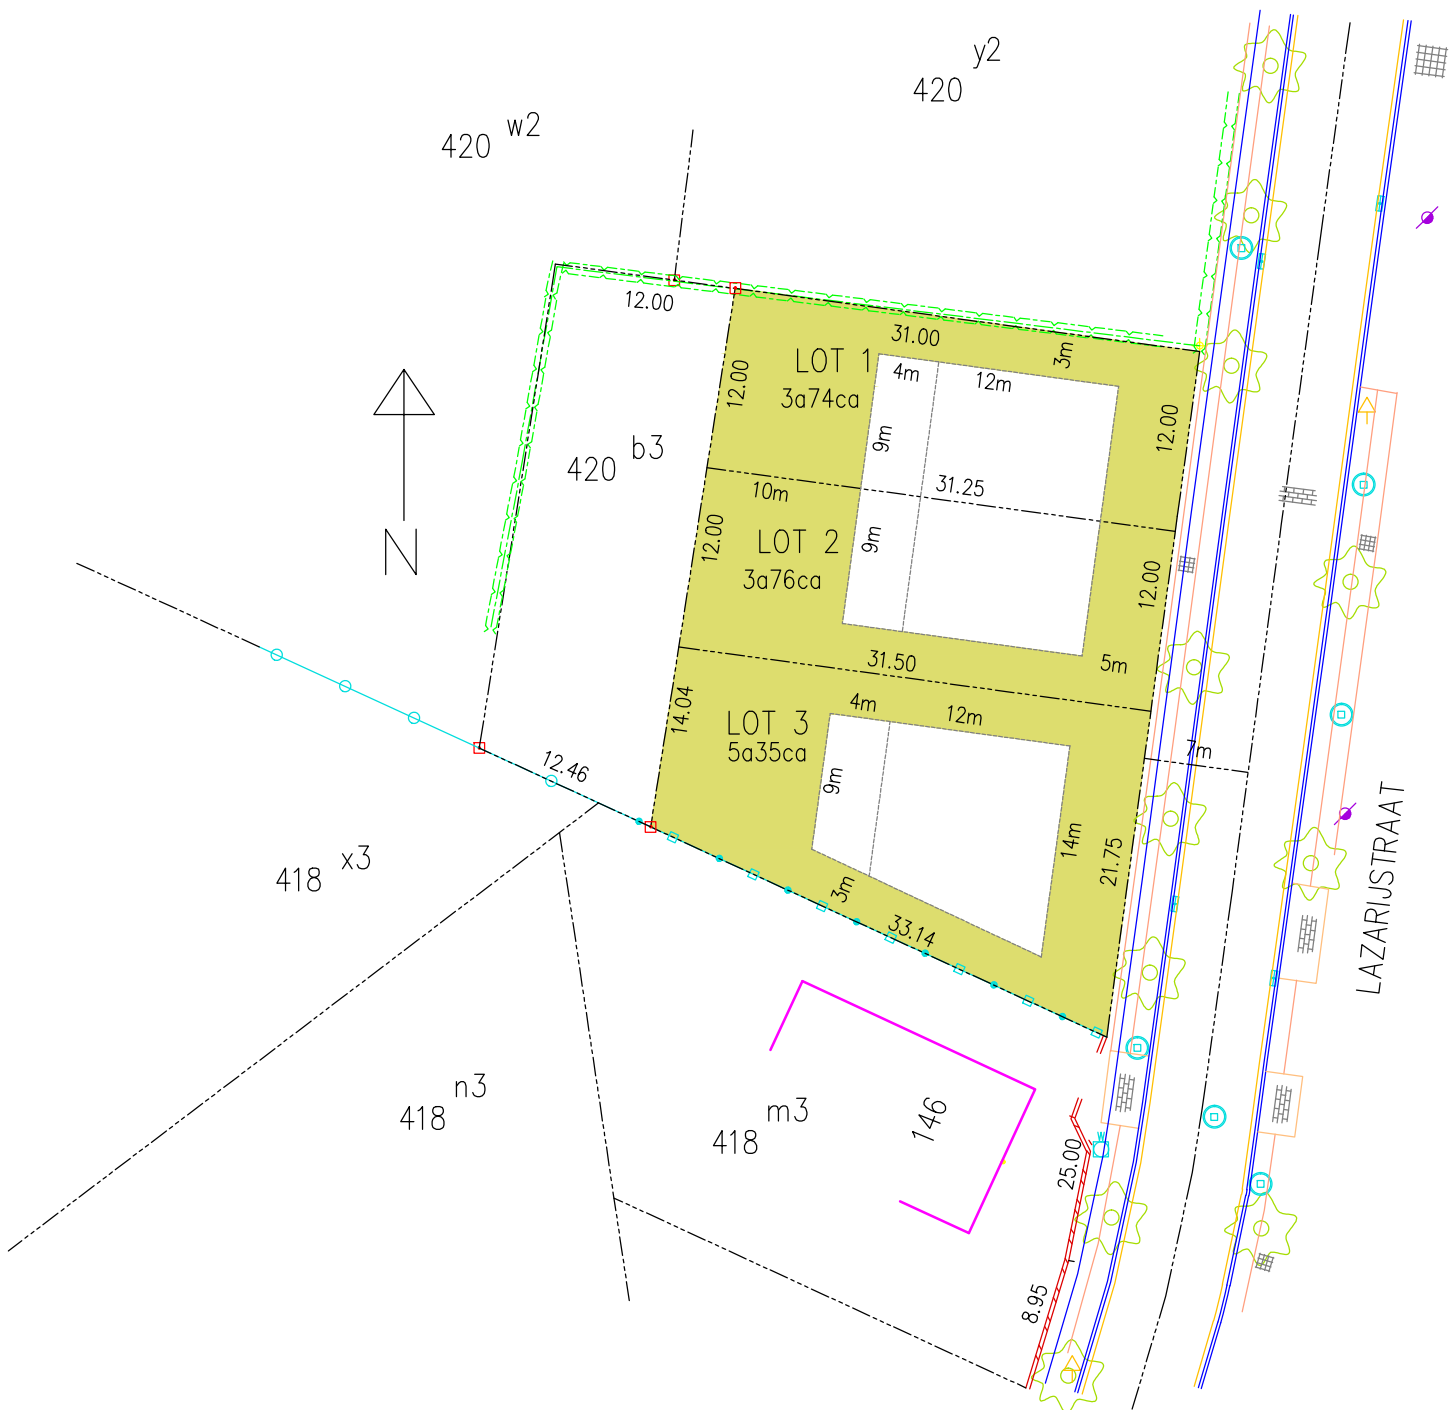 y2
420
w2
420
12.00
31.00
3m
LOT 1
4m
12m
3a74ca
12.00
12.00
9m
b3
420
10m
31.25
12.00
9m
LOT 2
3a76ca
12.00
N
31.50
5m
14.04
4m
12m
LOT 3
5a35ca
7m
9m
12.46
14m
21.75
LAZARIJSTRAAT
x3
418
3m
33.14
n3
418
m3
418
146
25.00
8.95